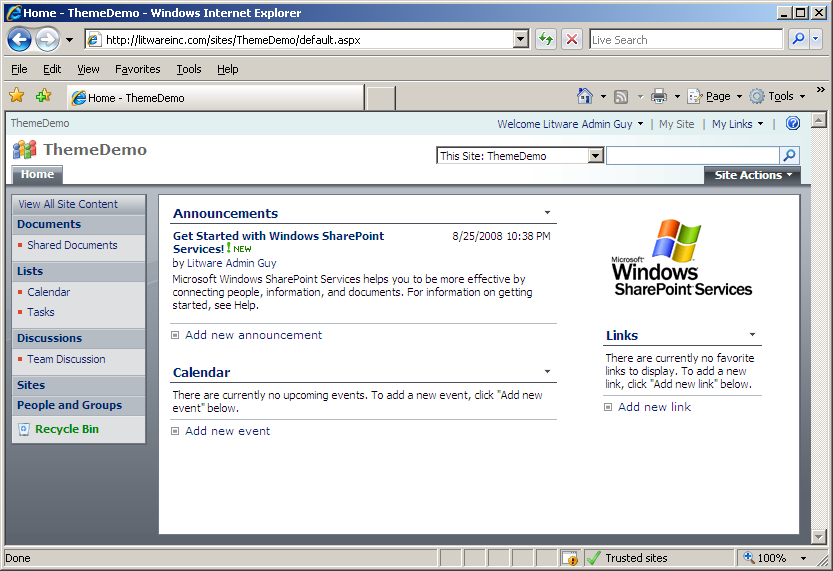 Home - ThemeDemo - Windows Internet Explorer
http://litwareinc.com/sites/ThemeDemo/default.aspx
Live Search
File Edit View Favorites Tools Help
Home - ThemeDemo
Page Tools »
ThemeDemo
Welcome Litware Admin Guy | My Site | My Links |
ThemeDemo
This Site: ThemeDemo
Home
Site Actions
View All Site Content
Documents
Shared Documents
Lists
Calendar
Tasks
Discussions
Team Discussion
Sites
People and Groups
Recycle Bin
Announcements
Get Started with Windows SharePoint
Services! ! NEW
8/25/2008 10:38 PM
by Litware Admin Guy
Microsoft Windows SharePoint Services helps you to be more effective by
connecting people, information, and documents. For information on getting
started, see Help.
Add new announcement
Calendar
There are currently no upcoming events. To add a new event, click "Add new
event" below.
Add new event
Microsoft
Windows
SharePoint Services
Links
There are currently no favorite
links to display. To add a new
link, click "Add new link" below.
Add new link
Done
Trusted sites
100%